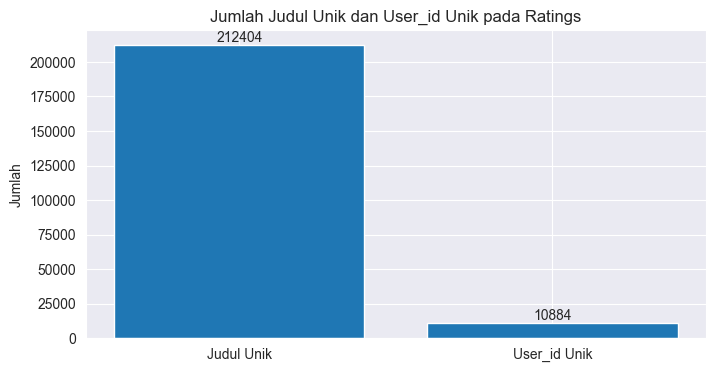 Jumlah Judul Unik dan User_id Unik pada Ratings
212404
200000
175000
150000
125000
100000
75000
50000
25000
0
Jumlah
10884
Judul Unik
User_id Unik